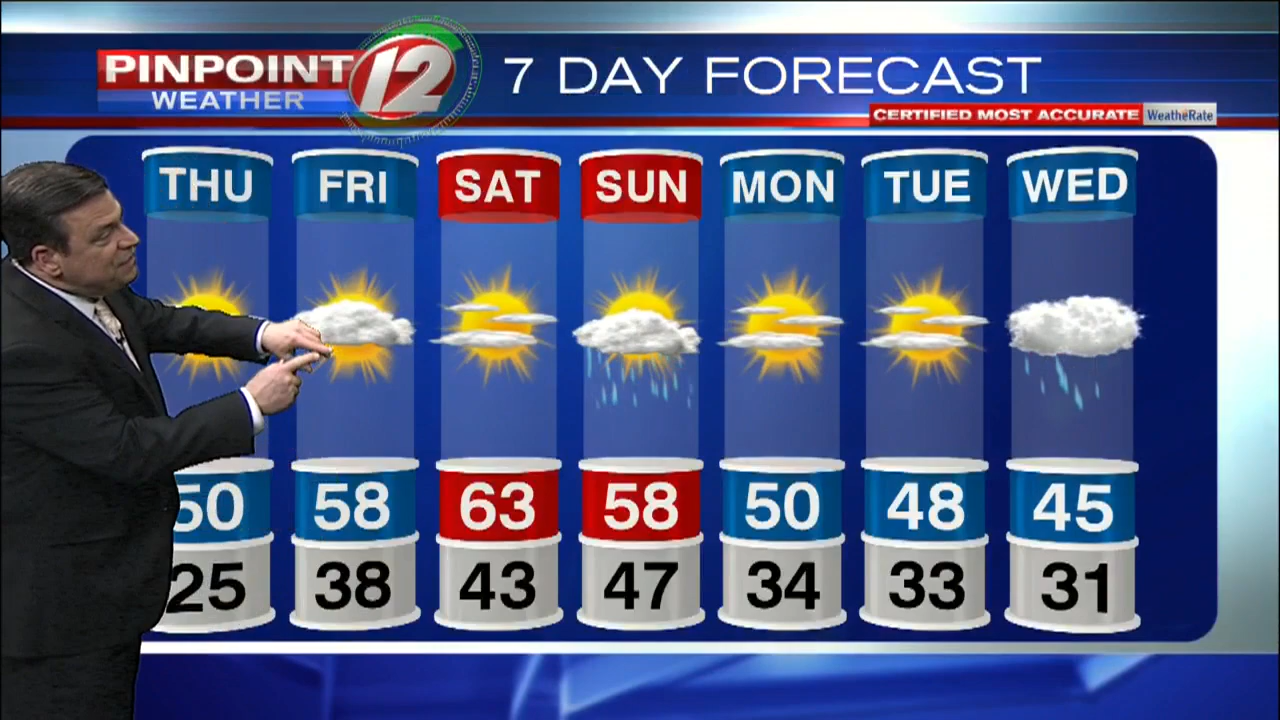 PINPOINT 12
WEATHER
7 DAY FORECAST
CERTIFIED MOST ACCURATE WeatheRate
THU FRI SAT SUN MON TUE WED
50 58 63 58 50 48 45
25 38 43 47 34 33 31